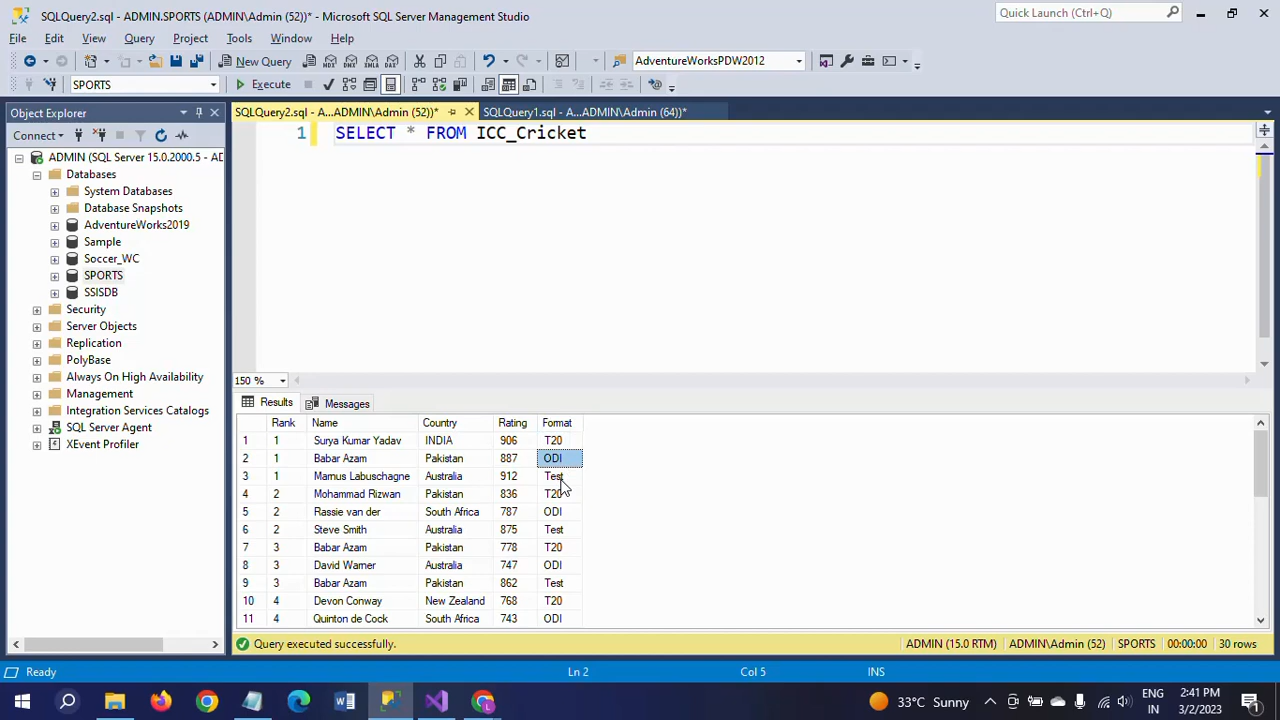 SQLQuery2.sql - ADMIN.SPORTS (ADMIN\Admin (52))* - Microsoft SQL Server Management Studio
Quick Launch (Ctrl+Q)
File Edit View Query Project Tools Window Help
New Query
MDX DMX XMLA DAX
AdventureWorksPDW2012
SPORTS
Execute
Object Explorer
SQLQuery2.sql - A...ADMIN\Admin (52))*
SQLQuery1.sql - A...ADMIN\Admin (64))*
Connect
1 SELECT * FROM ICC_Cricket
ADMIN (SQL Server 15.0.2000.5 - AD
Databases
System Databases
Database Snapshots
AdventureWorks2019
Sample
Soccer_WC
SPORTS
SSISDB
Security
Server Objects
Replication
PolyBase
Always On High Availability
Management
Integration Services Catalogs
SQL Server Agent
XEvent Profiler
150 %
Results Messages
Rank Name Country Rating Format
1 1 Surya Kumar Yadav INDIA 906 T20
2 1 Babar Azam Pakistan 887 ODI
3 1 Marnus Labuschagne Australia 912 Test
4 2 Mohammad Rizwan Pakistan 836 T20
5 2 Rassie van der South Africa 787 ODI
6 2 Steve Smith Australia 875 Test
7 3 Babar Azam Pakistan 778 T20
8 3 David Warner Australia 747 ODI
9 3 Babar Azam Pakistan 862 Test
10 4 Devon Conway New Zealand 768 T20
11 4 Quinton de Cock South Africa 743 ODI
Query executed successfully.
ADMIN (15.0 RTM) ADMIN\Admin (52) SPORTS 00:00:00 30 rows
Ready Ln 2 Col 5 INS
33°C Sunny
ENG
IN
2:41 PM
3/2/2023
1